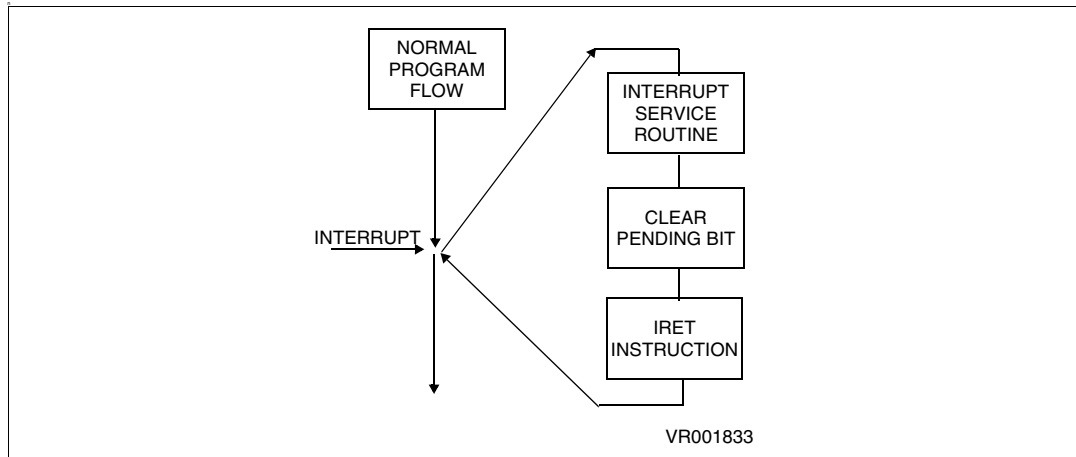 NORMAL
PROGRAM
FLOW
INTERRUPT
SERVICE
ROUTINE
INTERRUPT
CLEAR
PENDING BIT
IRET
INSTRUCTION
VR001833